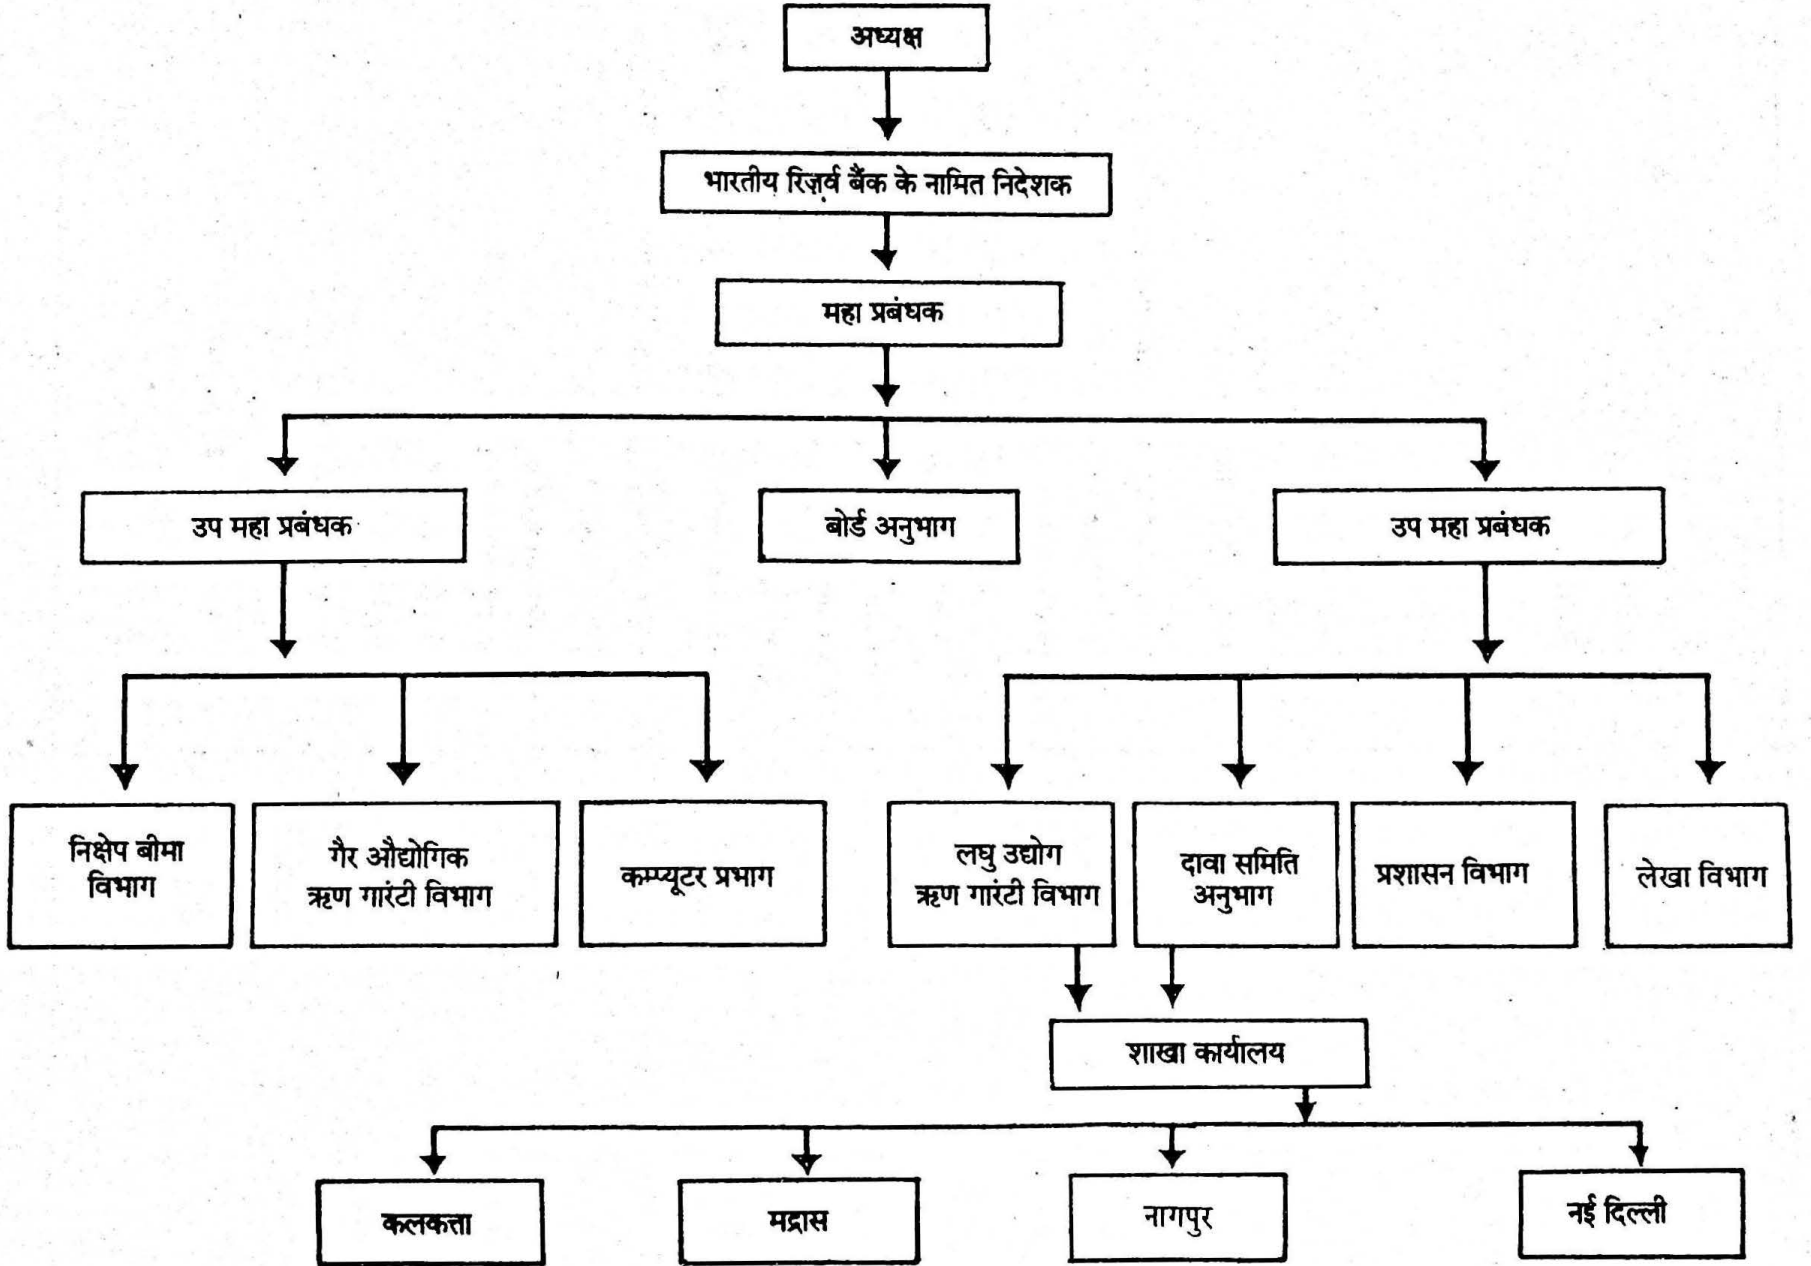 अध्यक्ष
भारतीय रिज़र्व बैंक के नामित निदेशक
महा प्रबंधक
उप महा प्रबंधक
बोर्ड अनुभाग
उप महा प्रबंधक
निक्षेप बीमा
विभाग
गैर औद्योगिक
ऋण गारंटी विभाग
कम्प्यूटर प्रभाग
लघु उद्योग
ऋण गारंटी विभाग
दावा समिति
अनुभाग
प्रशासन विभाग
लेखा विभाग
शाखा कार्यालय
कलकत्ता
मद्रास
नागपुर
नई दिल्ली